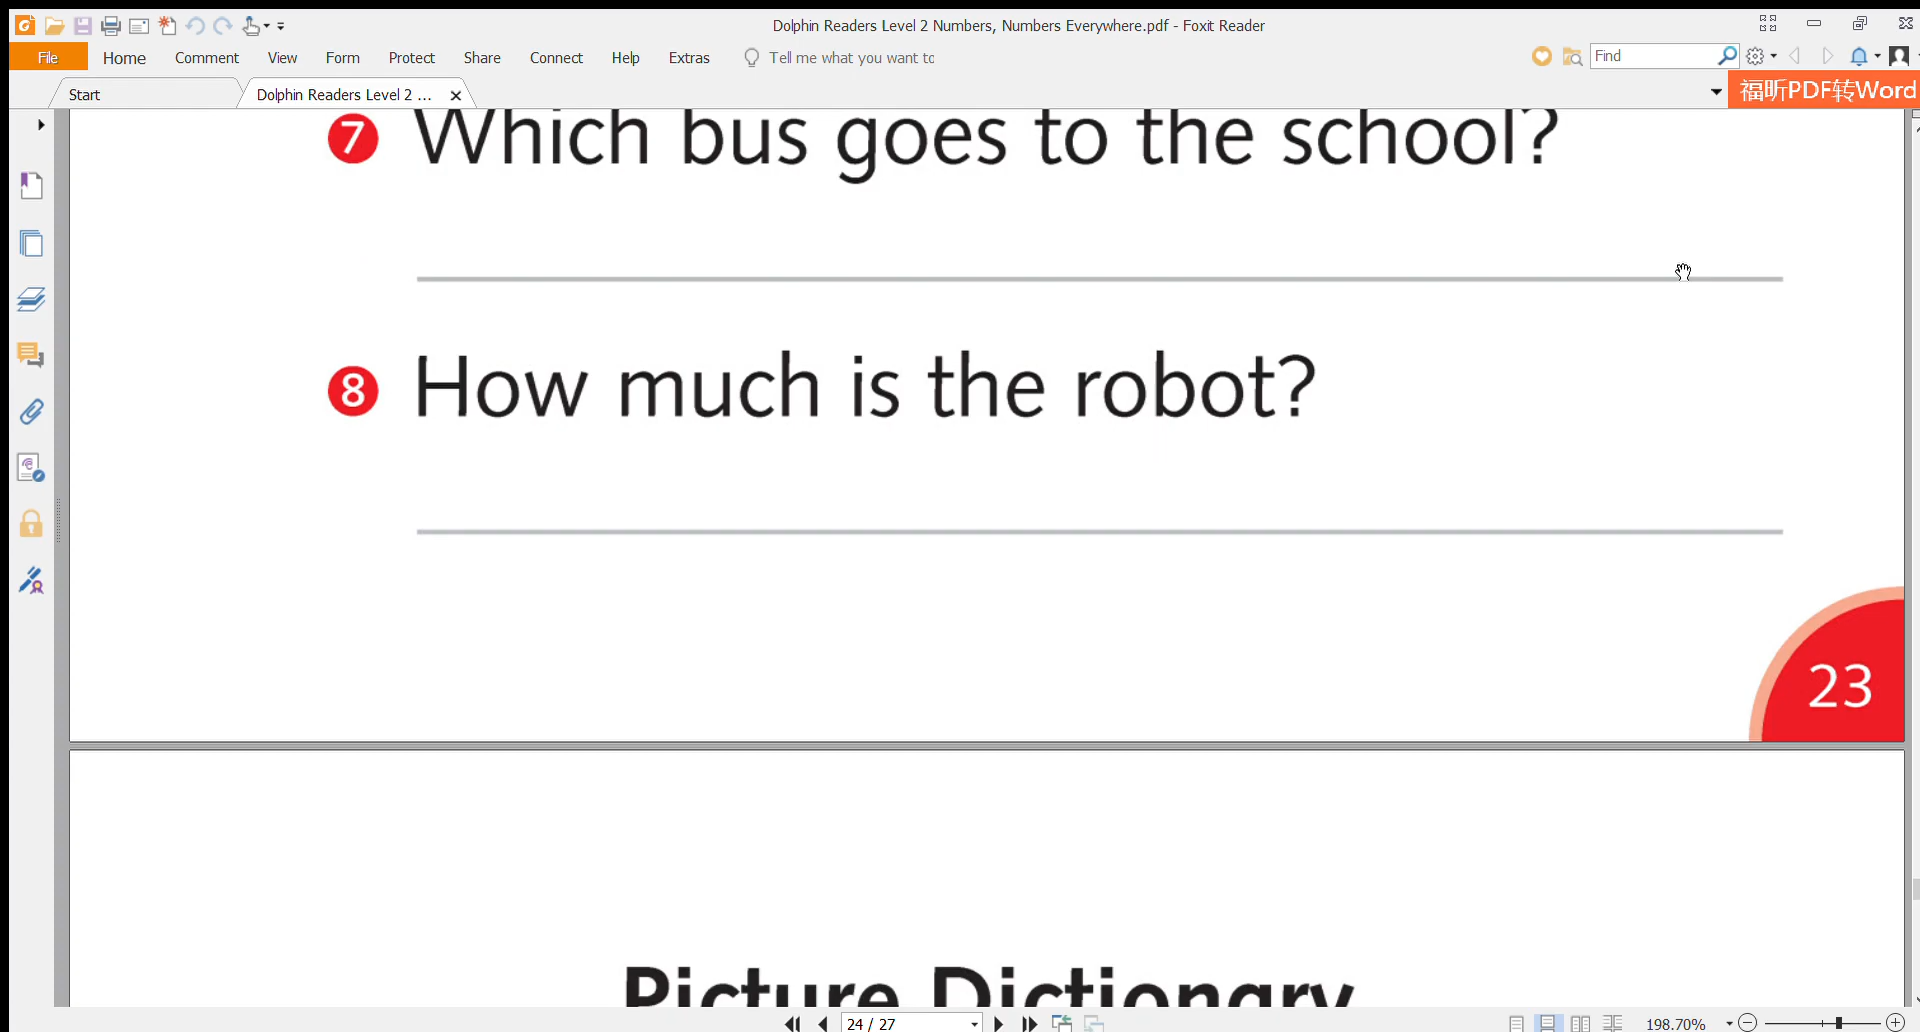 Dolphin Readers Level 2 Numbers, Numbers Everywhere.pdf - Foxit Reader
File Home Comment View Form Protect Share Connect Help Extras Tell me what you want to Find
Start Dolphin Readers Level 2 ... 福昕PDF转Word
7 Which bus goes to the school?
8 How much is the robot?
23
Picture Dictionary
24 / 27 198.70%